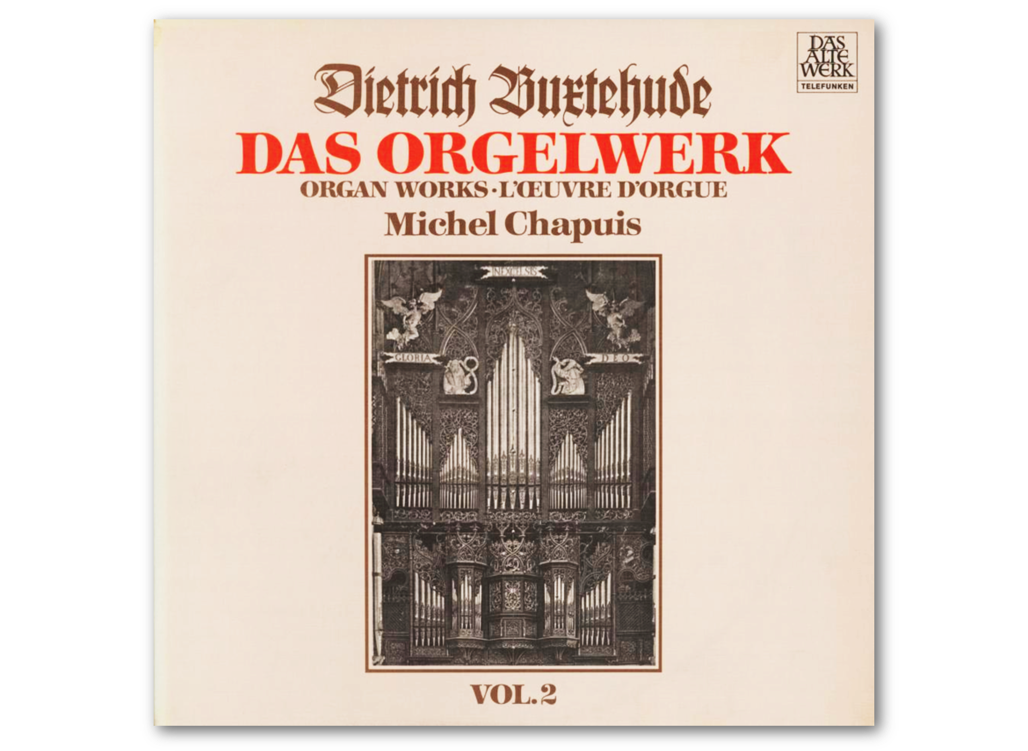 DAS
ALTE
WERK
TELEFUNKEN
Dietrich Buxtehude
DAS ORGELWERK
ORGAN WORKS · L'ŒUVRE D'ORGUE
Michel Chapuis
GLORIA
DEO
VOL. 2